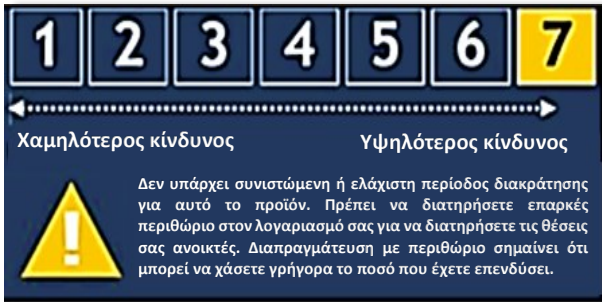 1 2 3 4 5 6 7
Χαμηλότερος κίνδυνος Υψηλότερος κίνδυνος
Δεν υπάρχει συνιστώμενη ή ελάχιστη περίοδος διακράτησης
για αυτό το προϊόν. Πρέπει να διατηρήσετε επαρκές
περιθώριο στον λογαριασμό σας για να διατηρήσετε τις θέσεις
σας ανοικτές. Διαπραγμάτευση με περιθώριο σημαίνει ότι
μπορεί να χάσετε γρήγορα το ποσό που έχετε επενδύσει.